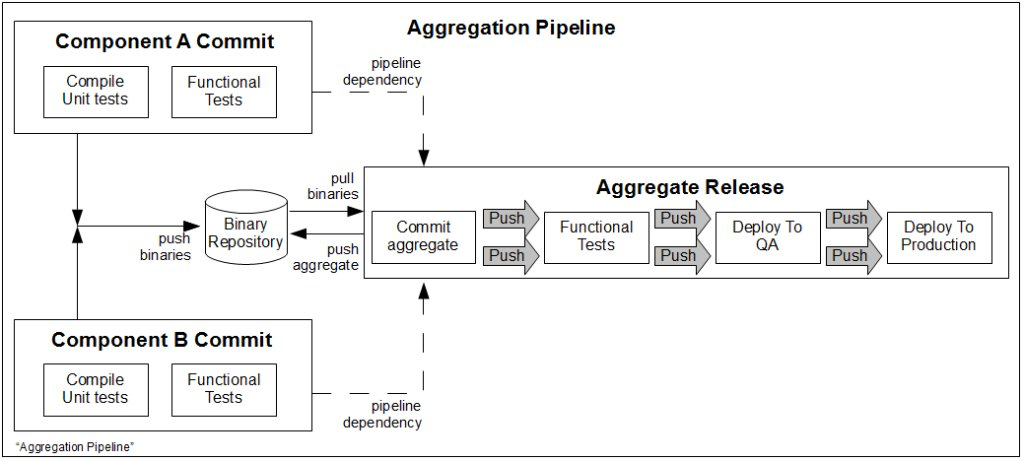 Aggregation Pipeline
Component A Commit
Compile
Unit tests
Functional
Tests
pipeline
dependency
push
binaries
Binary
Repository
pull
binaries
push
aggregate
Aggregate Release
Commit
aggregate
Push
Push
Functional
Tests
Push
Push
Deploy To
QA
Push
Push
Deploy To
Production
Component B Commit
Compile
Unit tests
Functional
Tests
pipeline
dependency
“Aggregation Pipeline”